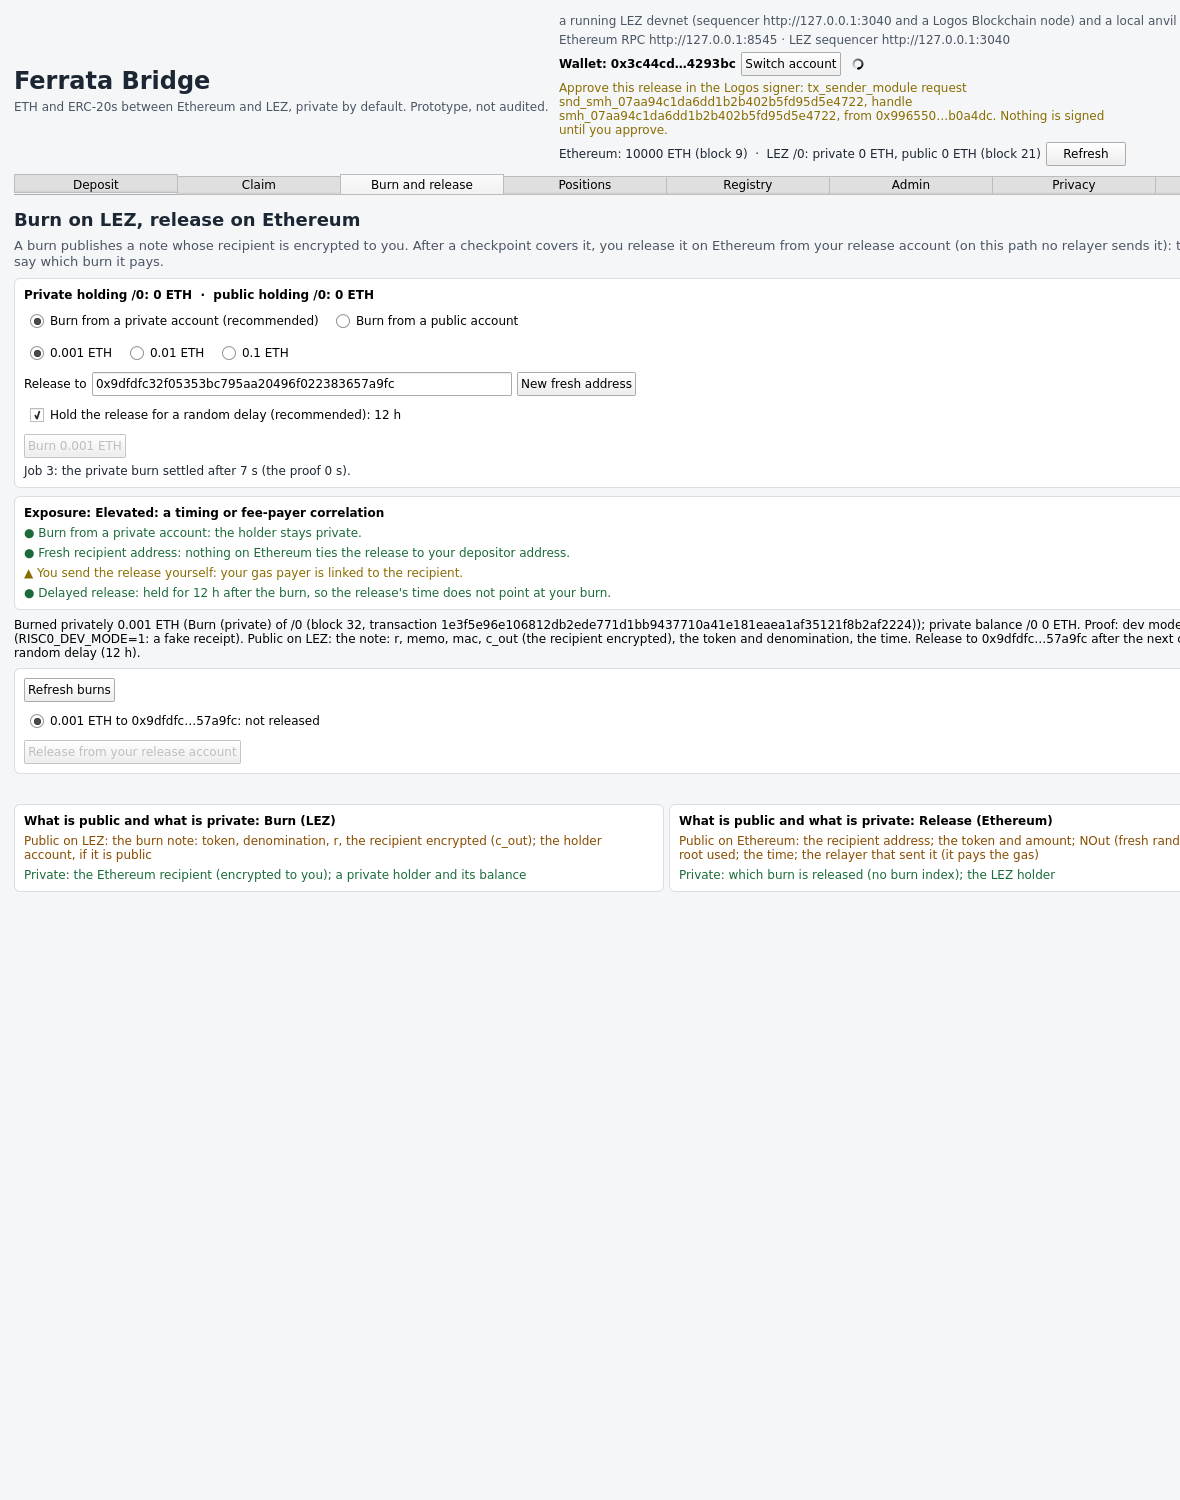 a running LEZ devnet (sequencer http://127.0.0.1:3040 and a Logos Blockchain node) and a local anvil
Ethereum RPC http://127.0.0.1:8545 · LEZ sequencer http://127.0.0.1:3040
Wallet: 0x3c44cd…4293bc Switch account
Ferrata Bridge
ETH and ERC-20s between Ethereum and LEZ, private by default. Prototype, not audited.
Approve this release in the Logos signer: tx_sender_module request
snd_smh_07aa94c1da6dd1b2b402b5fd95d5e4722, handle
smh_07aa94c1da6dd1b2b402b5fd95d5e4722, from 0x996550…b0a4dc. Nothing is signed
until you approve.
Ethereum: 10000 ETH (block 9) · LEZ /0: private 0 ETH, public 0 ETH (block 21) Refresh
Deposit Claim Burn and release Positions Registry Admin Privacy
Burn on LEZ, release on Ethereum
A burn publishes a note whose recipient is encrypted to you. After a checkpoint covers it, you release it on Ethereum from your release account (on this path no relayer sends it): t
say which burn it pays.
Private holding /0: 0 ETH · public holding /0: 0 ETH
Burn from a private account (recommended) Burn from a public account
0.001 ETH 0.01 ETH 0.1 ETH
Release to 0x9dfdfc32f05353bc795aa20496f022383657a9fc New fresh address
Hold the release for a random delay (recommended): 12 h
Burn 0.001 ETH
Job 3: the private burn settled after 7 s (the proof 0 s).
Exposure: Elevated: a timing or fee-payer correlation
● Burn from a private account: the holder stays private.
● Fresh recipient address: nothing on Ethereum ties the release to your depositor address.
▲ You send the release yourself: your gas payer is linked to the recipient.
● Delayed release: held for 12 h after the burn, so the release's time does not point at your burn.
Burned privately 0.001 ETH (Burn (private) of /0 (block 32, transaction 1e3f5e96e106812db2ede771d1bb9437710a41e181eaea1af35121f8b2af2224)); private balance /0 0 ETH. Proof: dev mode
(RISC0_DEV_MODE=1: a fake receipt). Public on LEZ: the note: r, memo, mac, c_out (the recipient encrypted), the token and denomination, the time. Release to 0x9dfdfc…57a9fc after the next c
random delay (12 h).
Refresh burns
0.001 ETH to 0x9dfdfc…57a9fc: not released
Release from your release account
What is public and what is private: Burn (LEZ)
Public on LEZ: the burn note: token, denomination, r, the recipient encrypted (c_out); the holder
account, if it is public
Private: the Ethereum recipient (encrypted to you); a private holder and its balance
What is public and what is private: Release (Ethereum)
Public on Ethereum: the recipient address; the token and amount; NOut (fresh rand
root used; the time; the relayer that sent it (it pays the gas)
Private: which burn is released (no burn index); the LEZ holder